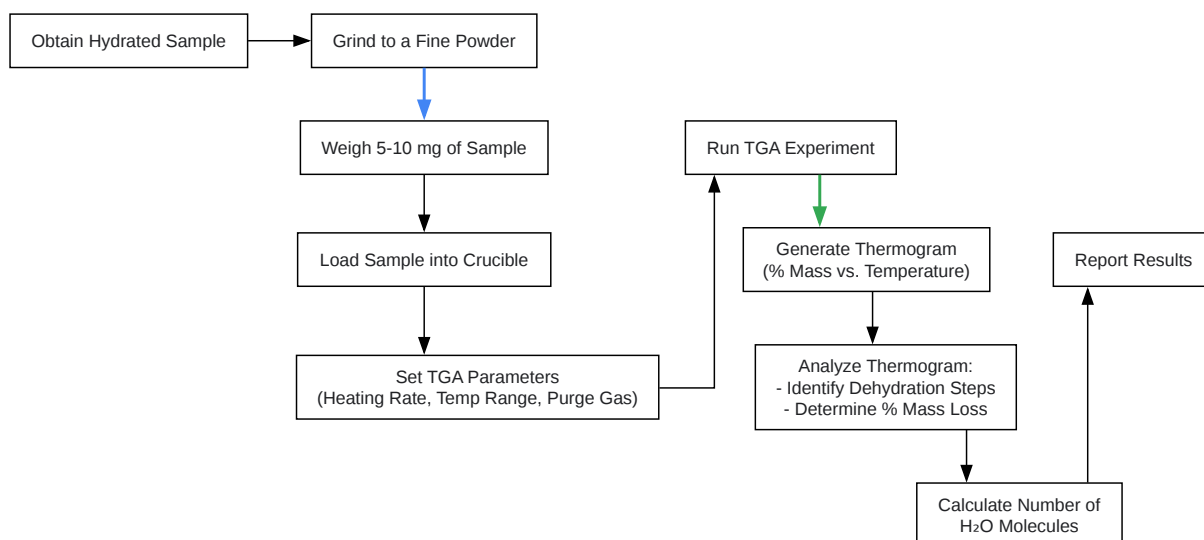 Obtain Hydrated Sample
Grind to a Fine Powder
Weigh 5-10 mg of Sample
Load Sample into Crucible
Set TGA Parameters
(Heating Rate, Temp Range, Purge Gas)
Run TGA Experiment
Generate Thermogram
(% Mass vs. Temperature)
Analyze Thermogram:
- Identify Dehydration Steps
- Determine % Mass Loss
Calculate Number of
H₂O Molecules
Report Results